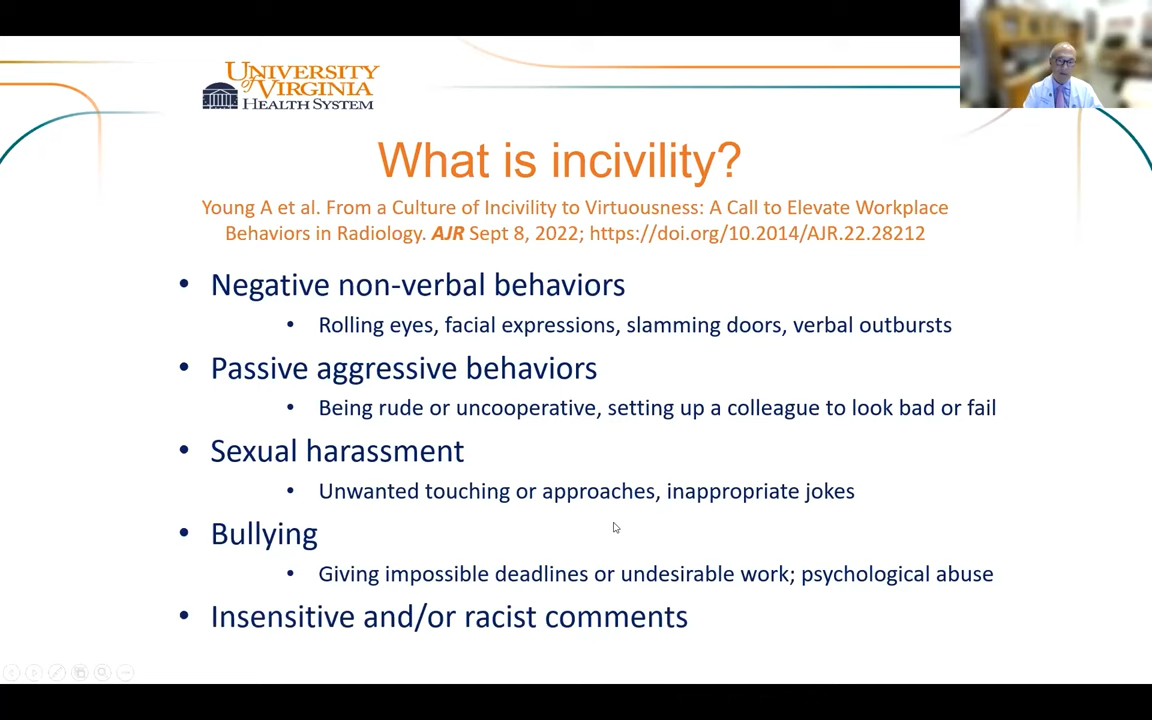 UNIVERSITY
of VIRGINIA
HEALTH SYSTEM
What is incivility?
Young A et al. From a Culture of Incivility to Virtuousness: A Call to Elevate Workplace
Behaviors in Radiology. AJR Sept 8, 2022; https://doi.org/10.2014/AJR.22.28212
• Negative non-verbal behaviors
• Rolling eyes, facial expressions, slamming doors, verbal outbursts
• Passive aggressive behaviors
• Being rude or uncooperative, setting up a colleague to look bad or fail
• Sexual harassment
• Unwanted touching or approaches, inappropriate jokes
• Bullying
• Giving impossible deadlines or undesirable work; psychological abuse
• Insensitive and/or racist comments